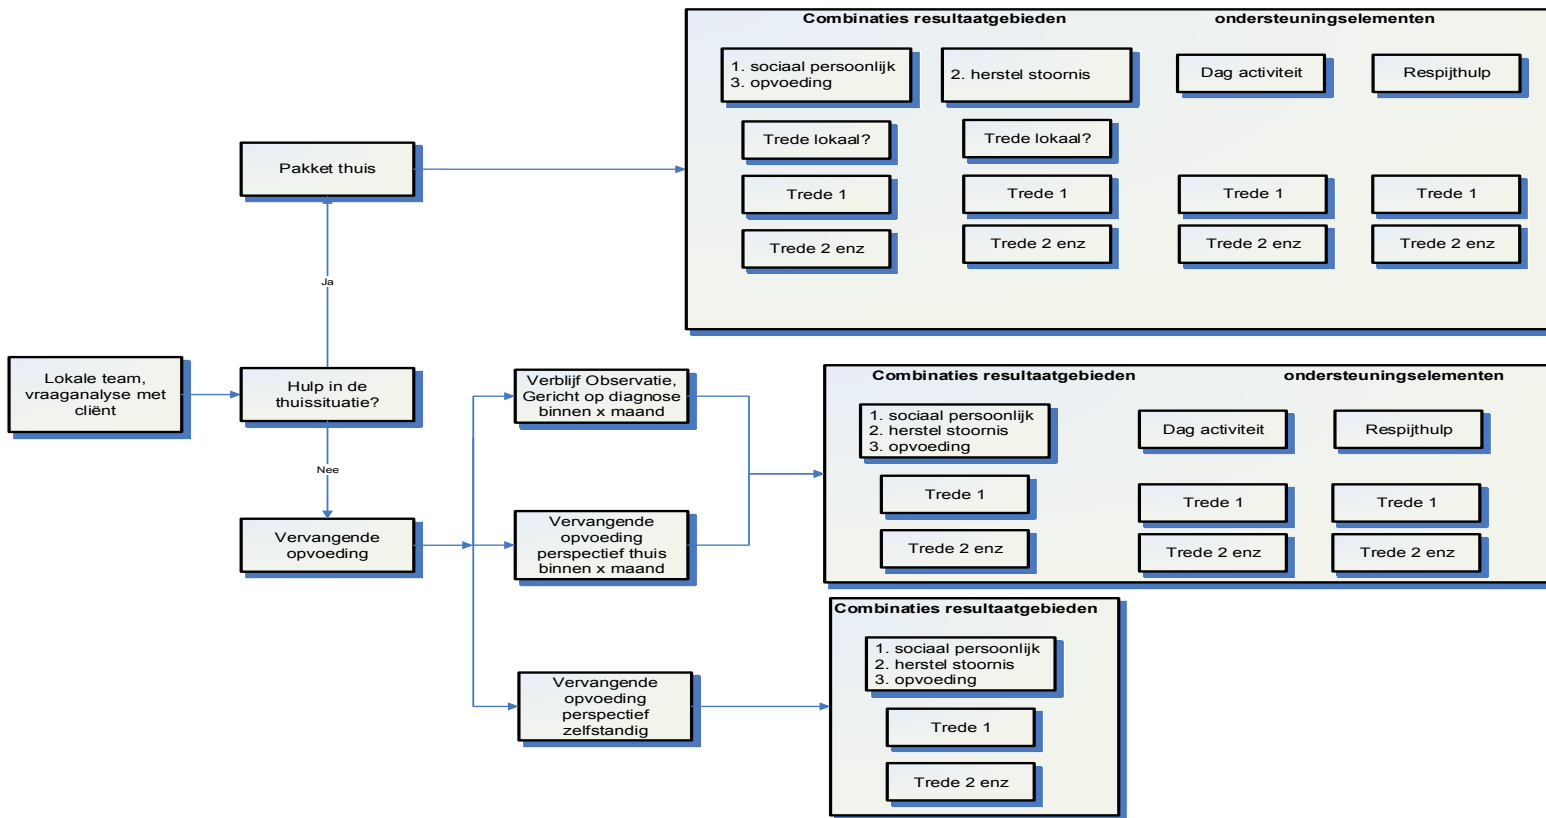 Combinaties resultaatgebieden
ondersteuningselementen
1. sociaal persoonlijk
3. opvoeding
2. herstel stoornis
Dag activiteit
Respijthulp
Trede lokaal?
Trede lokaal?
Trede 1
Trede 1
Trede 1
Trede 1
Trede 2 enz
Trede 2 enz
Trede 2 enz
Trede 2 enz
Pakket thuis
Ja
Lokale team,
vraaganalyse met
cliënt
Hulp in de
thuissituatie?
Nee
Vervangende
opvoeding
Verblijf Observatie,
Gericht op diagnose
binnen x maand
Vervangende
opvoeding
perspectief thuis
binnen x maand
Vervangende
opvoeding
perspectief
zelfstandig
Combinaties resultaatgebieden
ondersteuningselementen
1. sociaal persoonlijk
2. herstel stoornis
3. opvoeding
Dag activiteit
Respijthulp
Trede 1
Trede 1
Trede 1
Trede 2 enz
Trede 2 enz
Trede 2 enz
Combinaties resultaatgebieden
1. sociaal persoonlijk
2. herstel stoornis
3. opvoeding
Trede 1
Trede 2 enz